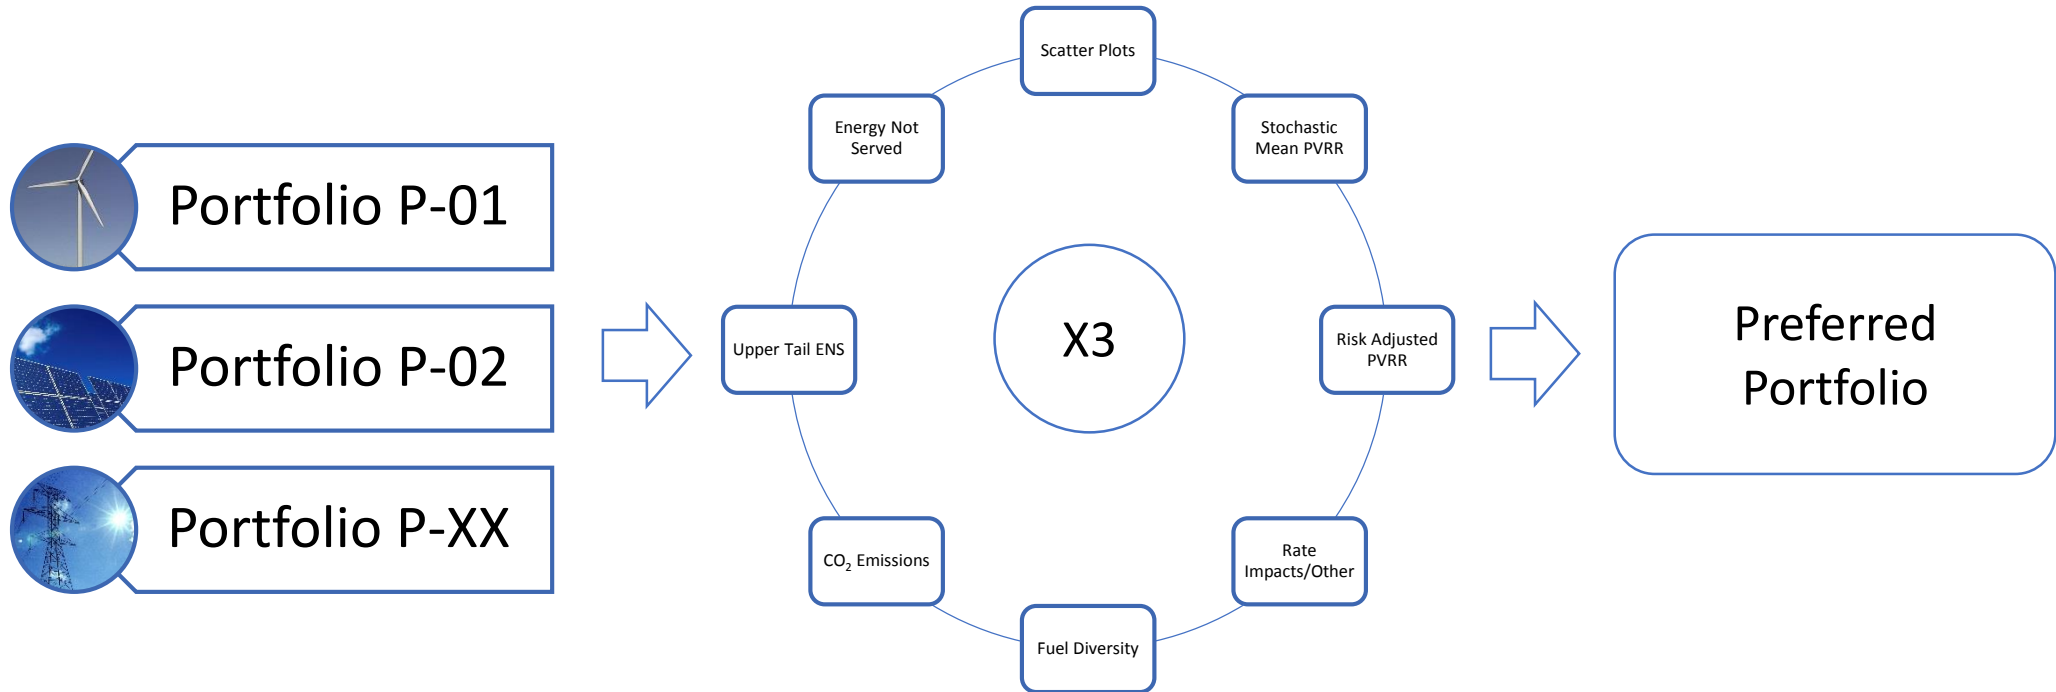 Portfolio P-01
Portfolio P-02
Portfolio P-XX
Scatter Plots
Stochastic
Mean PVRR
Risk Adjusted
PVRR
Rate
Impacts/Other
Fuel Diversity
CO₂ Emissions
Upper Tail ENS
Energy Not
Served
X3
Preferred
Portfolio